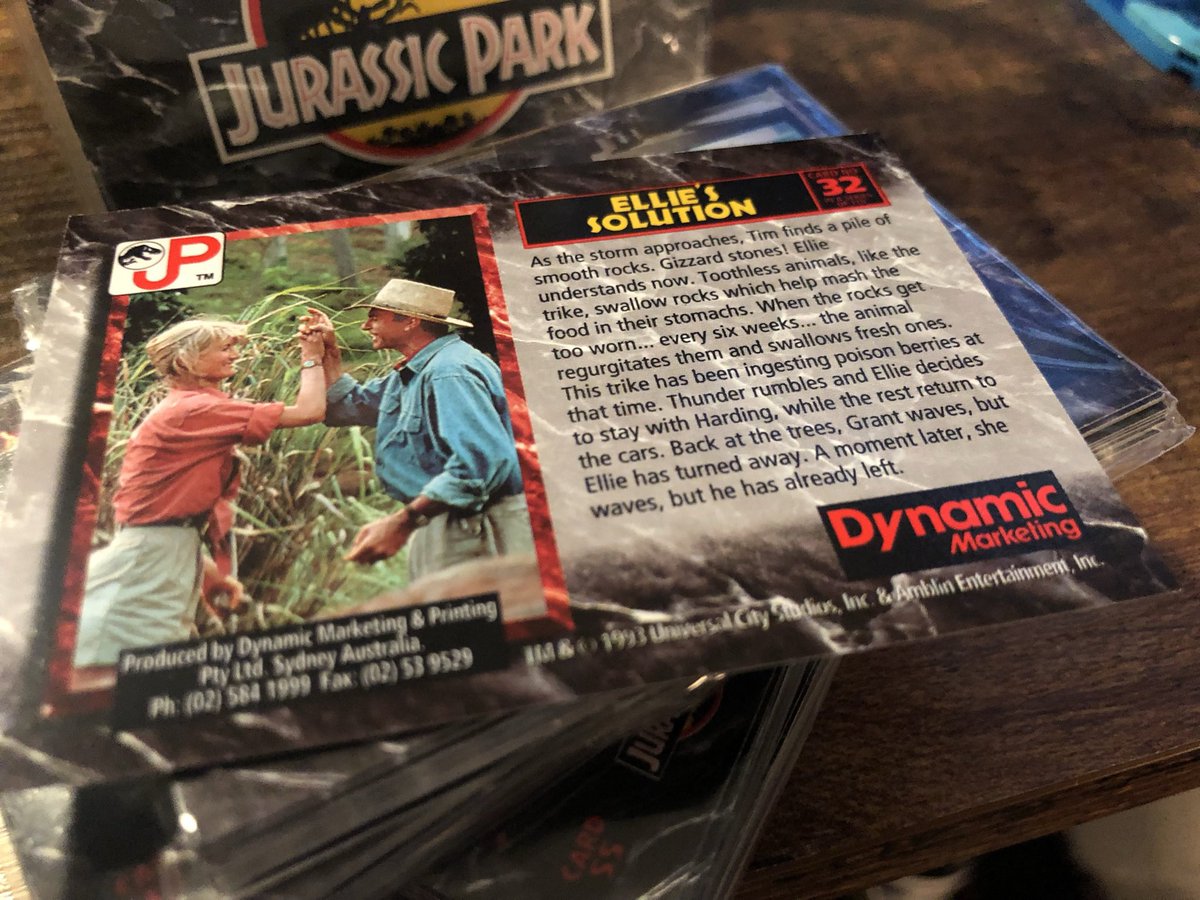 JURASSIC PARK
JP™
ELLIE'S
SOLUTION
CARD NO
32
As the storm approaches, Tim finds a pile of
smooth rocks. Gizzard stones! Ellie
understands now. Toothless animals, like the
trike, swallow rocks which help mash the
food in their stomachs. When the rocks get
too worn... every six weeks... the animal
regurgitates them and swallows fresh ones.
This trike has been ingesting poison berries at
that time. Thunder rumbles and Ellie decides
to stay with Harding, while the rest return to
the cars. Back at the trees, Grant waves, but
Ellie has turned away. A moment later, she
waves, but he has already left.
Dynamic
Marketing
Produced by Dynamic Marketing & Printing
Pty Ltd. Sydney Australia.
Ph: (02) 584 1999 Fax: (02) 53 9529
TM & © 1993 Universal City Studios, Inc. & Amblin Entertainment, Inc.
JURA
CARD
55